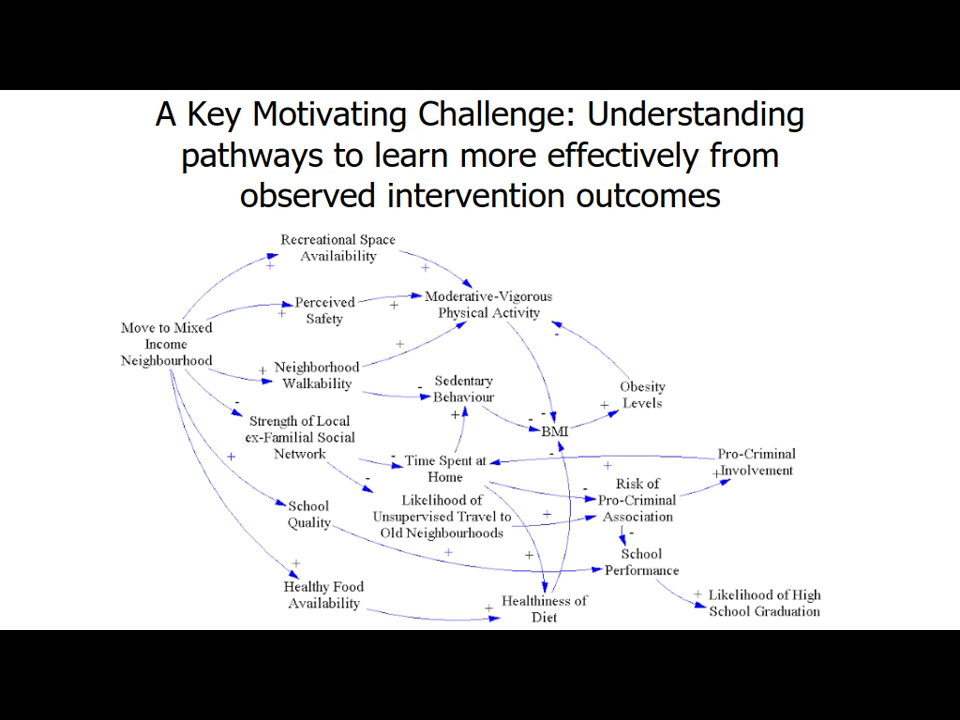 A Key Motivating Challenge: Understanding
pathways to learn more effectively from
observed intervention outcomes
Recreational Space
Availaibility
+
+
Perceived
Safety
+
+
Moderative-Vigorous
Physical Activity
Move to Mixed
Income
Neighbourhood
-
+
Neighborhood
Walkability
+
+
-
Sedentary
Behaviour
Obesity
Levels
+
-
Strength of Local
ex-Familial Social
Network
+
-
-
BMI
+
-
Time Spent at
Home
-
-
Pro-Criminal
Involvement
+
+
Risk of
Pro-Criminal
Association
-
Likelihood of
Unsupervised Travel to
Old Neighbourhoods
+
School
Quality
-
School
Performance
+
+
+
Healthy Food
Availability
+
Healthiness of
Diet
+
Likelihood of High
School Graduation